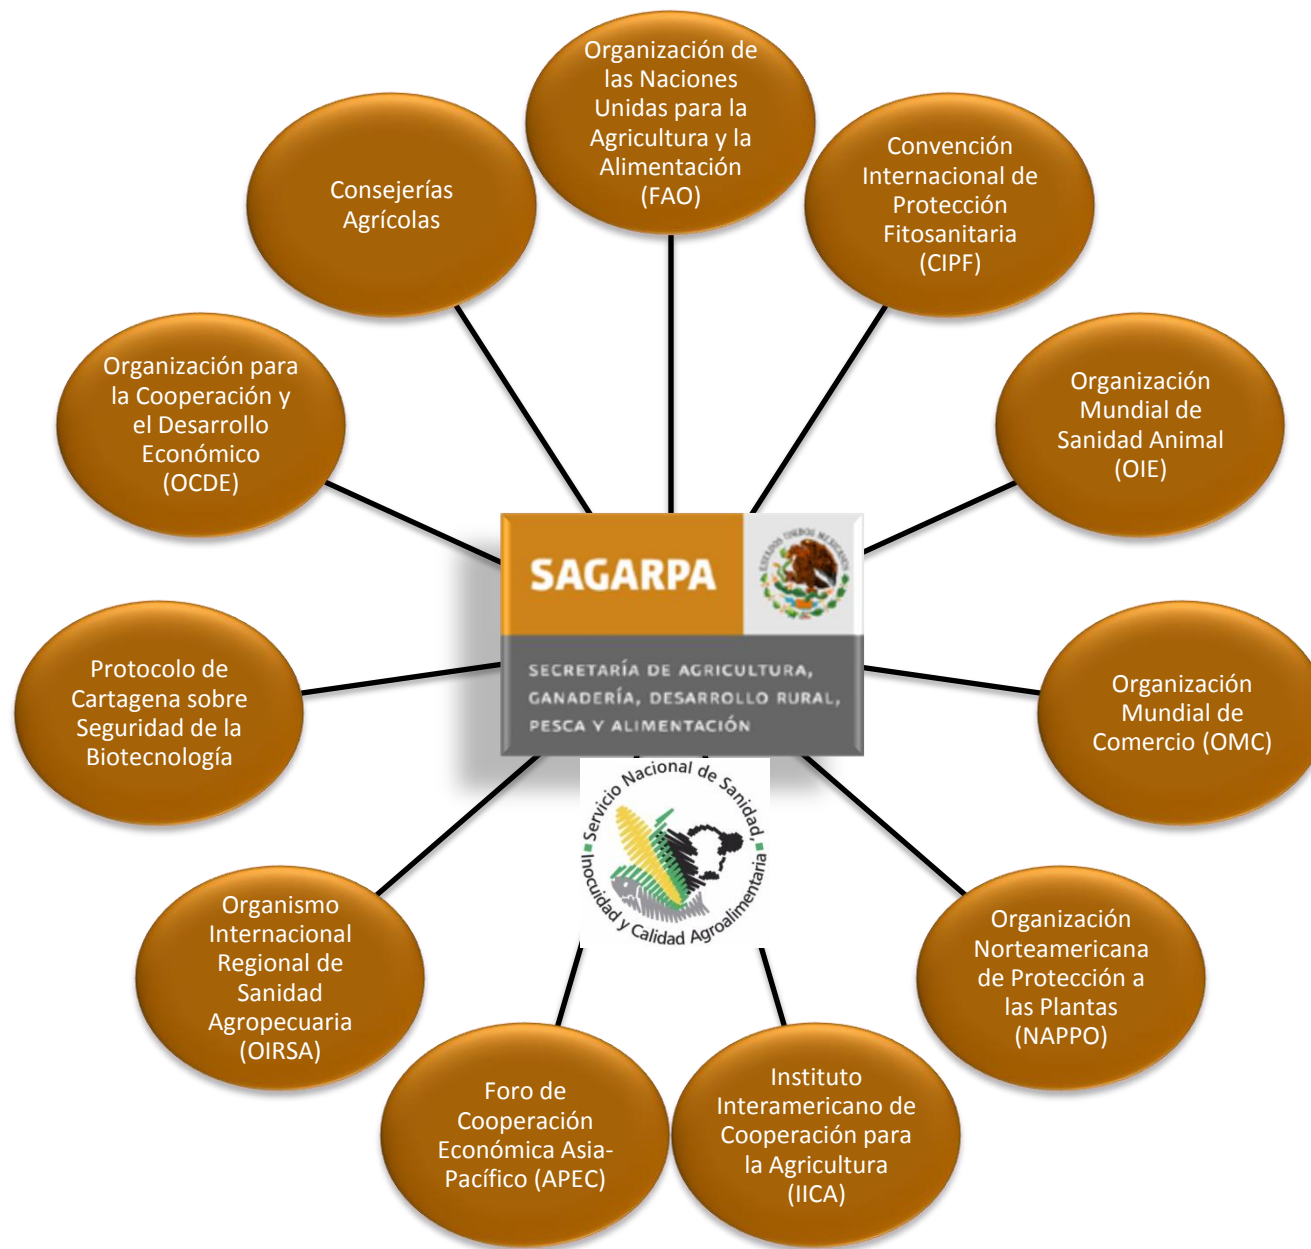 Organización de
las Naciones
Unidas para la
Agricultura y la
Alimentación
(FAO)
Convención
Internacional de
Protección
Fitosanitaria
(CIPF)
Organización
Mundial de
Sanidad Animal
(OIE)
Organización
Mundial de
Comercio (OMC)
Organización
Norteamericana
de Protección a
las Plantas
(NAPPO)
Instituto
Interamericano de
Cooperación para
la Agricultura
(IICA)
Foro de
Cooperación
Económica Asia-
Pacífico (APEC)
Organismo
Internacional
Regional de
Sanidad
Agropecuaria
(OIRSA)
Protocolo de
Cartagena sobre
Seguridad de la
Biotecnología
Organización para
la Cooperación y
el Desarrollo
Económico
(OCDE)
Consejerías
Agrícolas
SAGARPA
ESTADOS UNIDOS MEXICANOS
SECRETARÍA DE AGRICULTURA,
GANADERÍA, DESARROLLO RURAL,
PESCA Y ALIMENTACIÓN
Servicio Nacional de Sanidad,
Inocuidad y Calidad Agroalimentaria